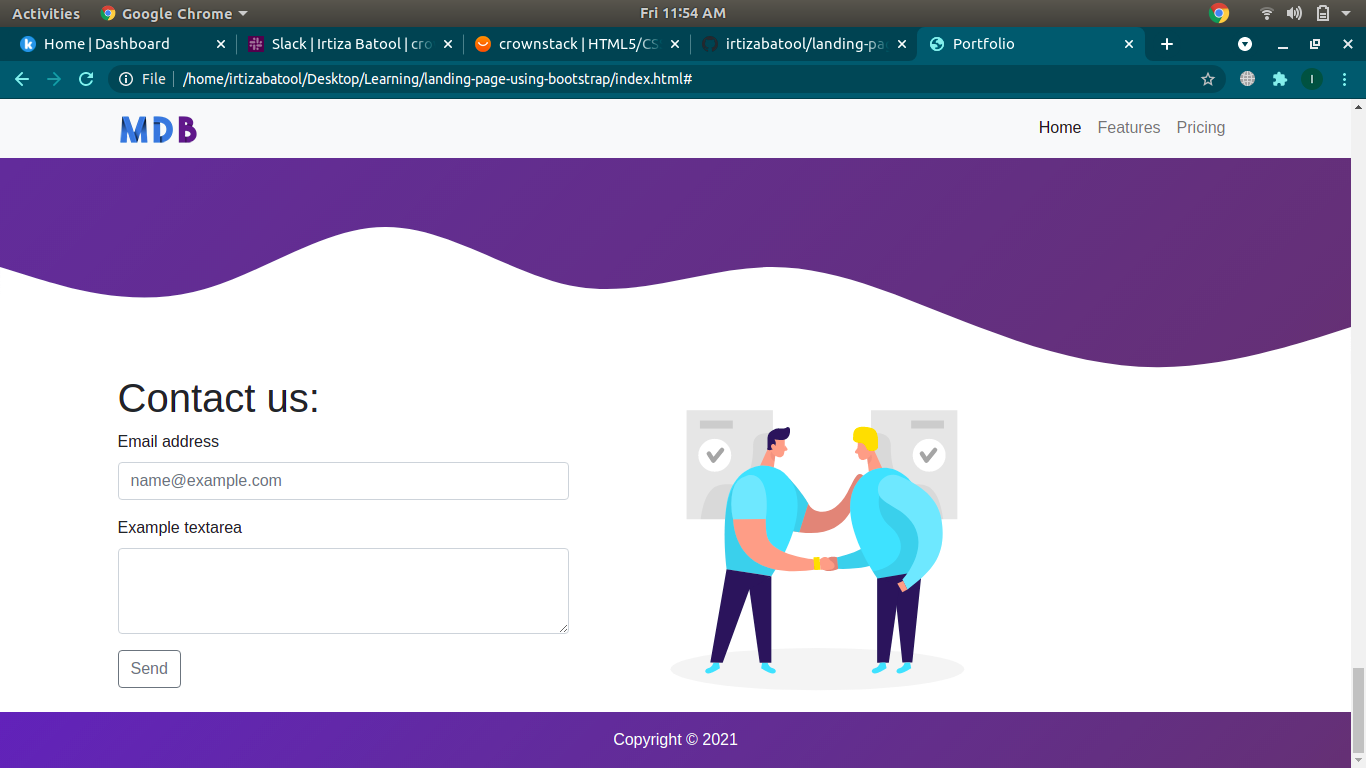 Activities Google Chrome Fri 11:54 AM
Home | Dashboard Slack | Irtiza Batool | cro crownstack | HTML5/CS irtizabatool/landing-pa Portfolio
File /home/irtizabatool/Desktop/Learning/landing-page-using-bootstrap/index.html# I
MDB Home Features Pricing
Contact us:
Email address
name@example.com
Example textarea
Send
Copyright © 2021